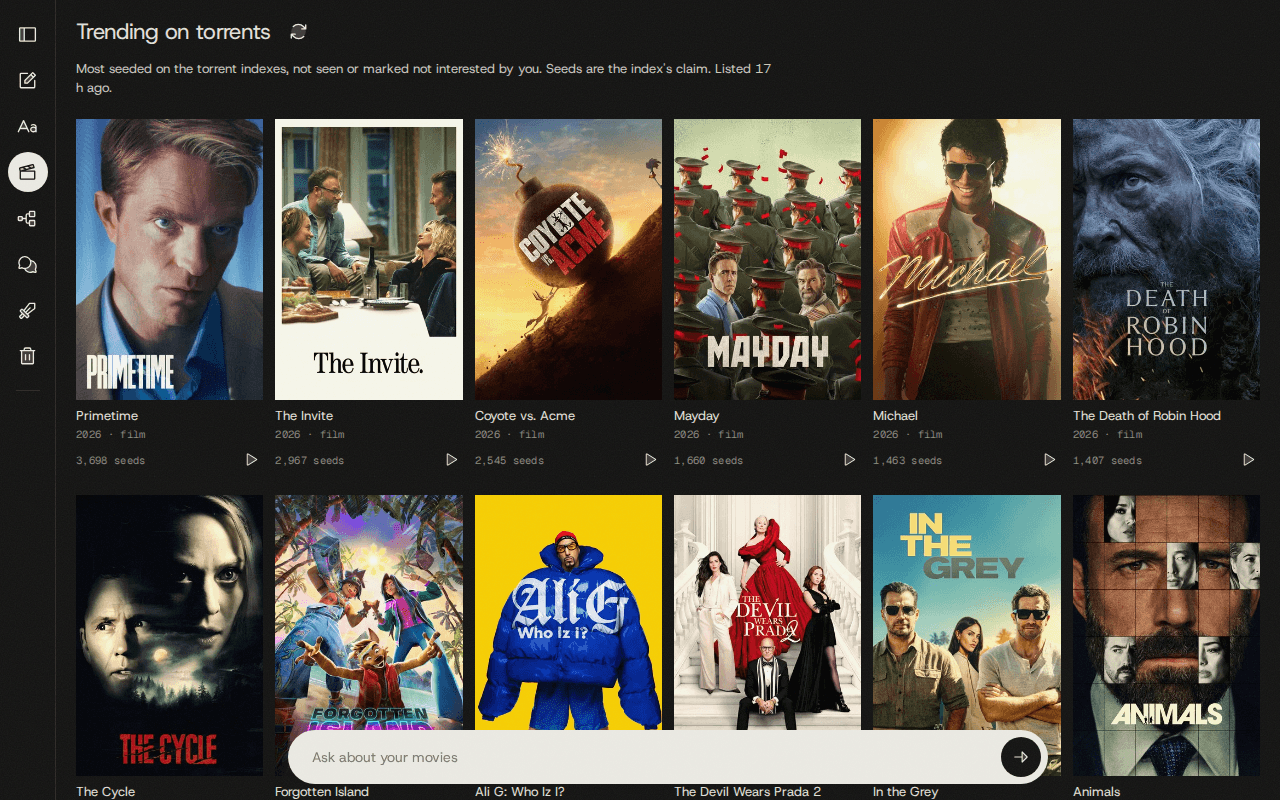 Trending on torrents
Most seeded on the torrent indexes, not seen or marked not interested by you. Seeds are the index's claim. Listed 17
h ago.
Aa
PRIMETIME
The Invite.
COYOTE
VS
ACME
MAYDAY
Michael
THE
DEATH
OF
ROBIN
HOOD
Primetime
The Invite
Coyote vs. Acme
Mayday
Michael
The Death of Robin Hood
2026 · film
2026 · film
2026 · film
2026 · film
2026 · film
2026 · film
3,698 seeds
2,967 seeds
2,545 seeds
1,660 seeds
1,463 seeds
1,407 seeds
THE CYCLE
FORGOTTEN
ISLAND
Ali G
Who Iz I?
THE
DEVIL
WEARS
PRADA
2
IN
THE
GREY
ANIMALS
Ask about your movies
The Cycle
Forgotten Island
Ali G: Who Iz I?
The Devil Wears Prada 2
In the Grey
Animals